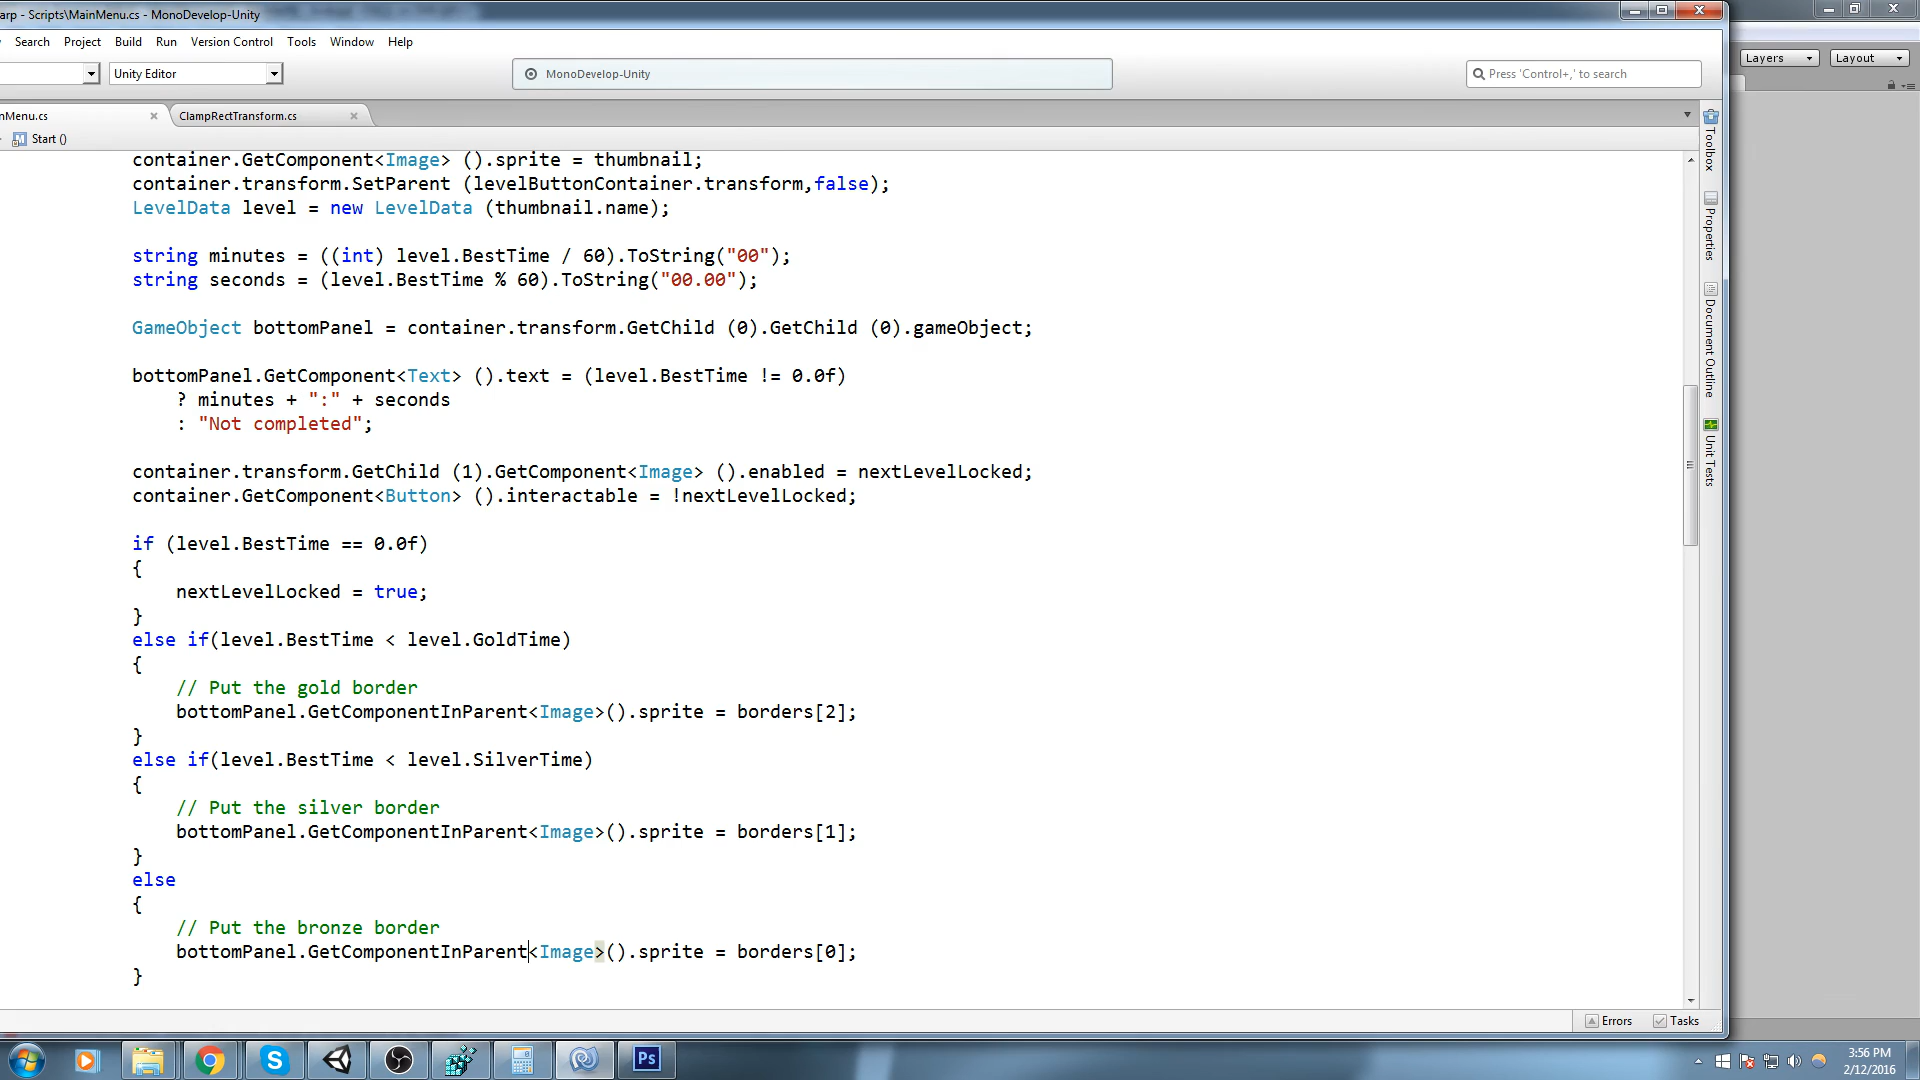 arp - Scripts\MainMenu.cs - MonoDevelop-Unity
Search Project Build Run Version Control Tools Window Help
Layers Layout
Unity Editor MonoDevelop-Unity Press 'Control+,' to search
nMenu.cs ClampRectTransform.cs
Start ()
container.GetComponent<Image> ().sprite = thumbnail;
container.transform.SetParent (levelButtonContainer.transform,false);
LevelData level = new LevelData (thumbnail.name);
string minutes = ((int) level.BestTime / 60).ToString("00");
string seconds = (level.BestTime % 60).ToString("00.00");
GameObject bottomPanel = container.transform.GetChild (0).GetChild (0).gameObject;
bottomPanel.GetComponent<Text> ().text = (level.BestTime != 0.0f)
? minutes + ":" + seconds
: "Not completed";
container.transform.GetChild (1).GetComponent<Image> ().enabled = nextLevelLocked;
container.GetComponent<Button> ().interactable = !nextLevelLocked;
if (level.BestTime == 0.0f)
{
nextLevelLocked = true;
}
else if(level.BestTime < level.GoldTime)
{
// Put the gold border
bottomPanel.GetComponentInParent<Image>().sprite = borders[2];
}
else if(level.BestTime < level.SilverTime)
{
// Put the silver border
bottomPanel.GetComponentInParent<Image>().sprite = borders[1];
}
else
{
// Put the bronze border
bottomPanel.GetComponentInParent<Image>().sprite = borders[0];
}
Toolbox
Properties
Document Outline
Unit Tests
Errors Tasks
Ps
3:56 PM
2/12/2016